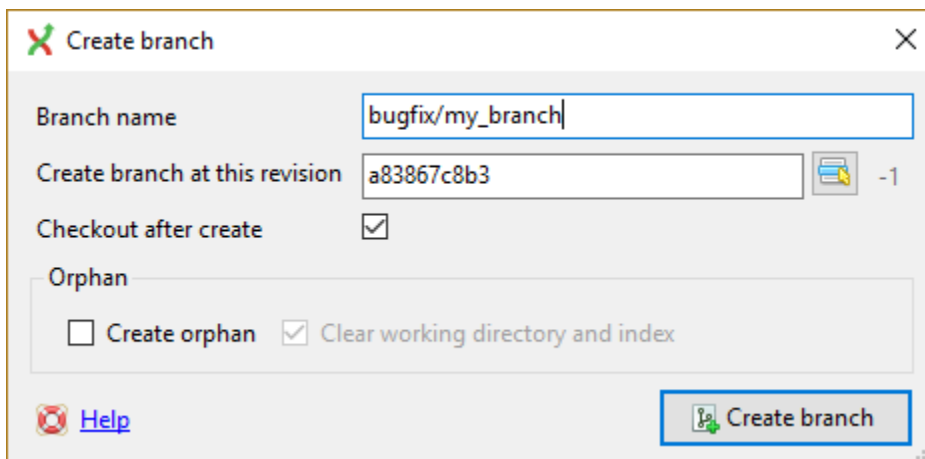 Create branch
Branch name bugfix/my_branch
Create branch at this revision a83867c8b3 -1
Checkout after create
Orphan
Create orphan Clear working directory and index
Help Create branch